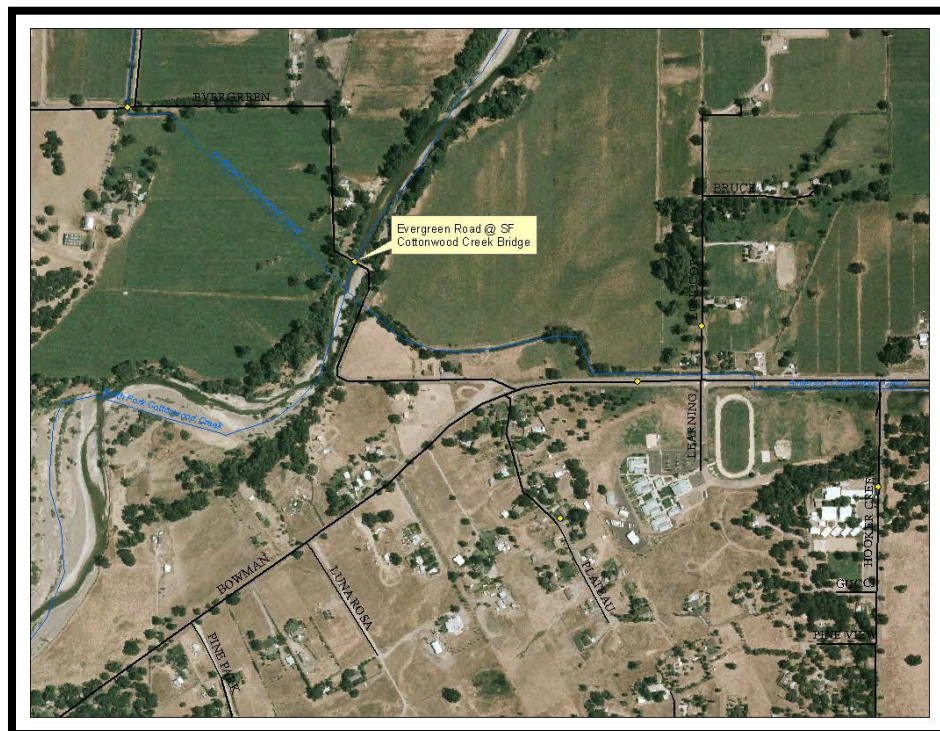 EVERGREEN
BRUCE
Evergreen Road @ SF
Cottonwood Creek Bridge
South Fork Cottonwood Creek
LEARNING
HOOKER CREEK
BOWMAN
LUNA ROSA
PLATEAU
GUCCI
PINE PARK
PINE VIEW